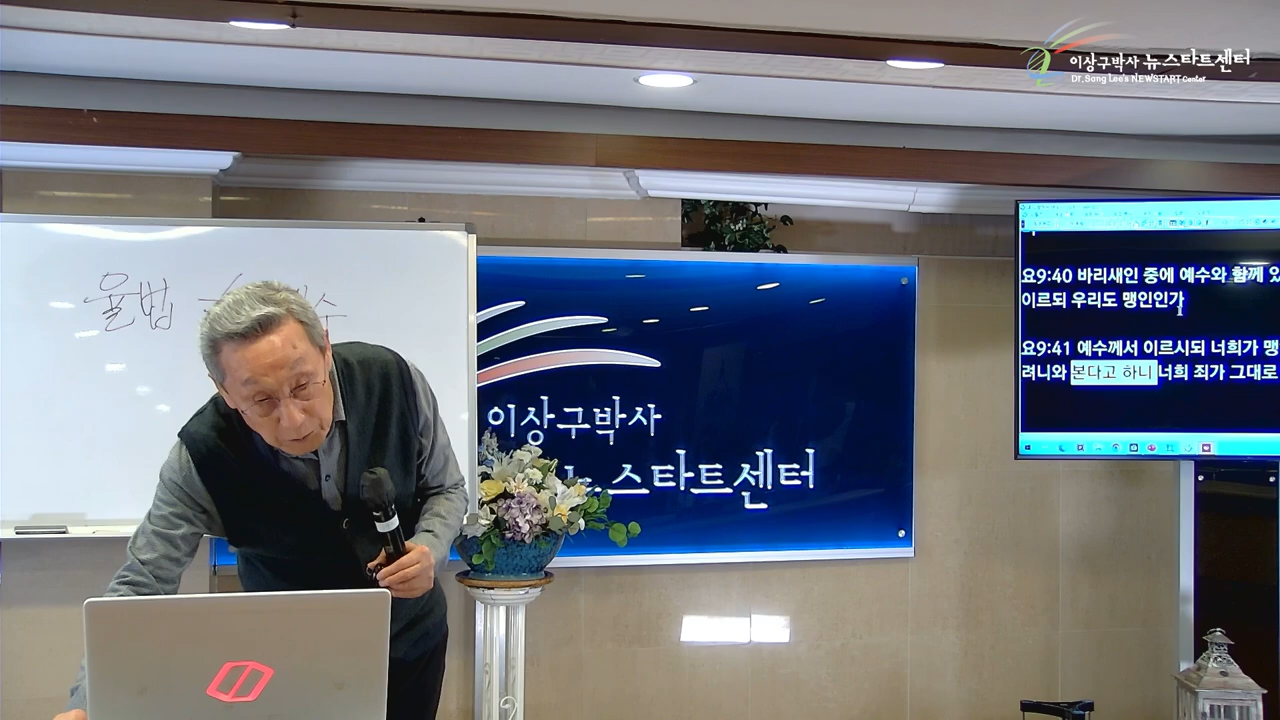 이상구박사 뉴스타트센터
Dr. Sang Lee's NEWSTART Center
율법
수
이상구박사
뉴스타트센터
요9:40 바리새인 중에 예수와 함께 있
이르되 우리도 맹인인가
요9:41 예수께서 이르시되 너희가 맹
려니와 본다고 하니 너희 죄가 그대로